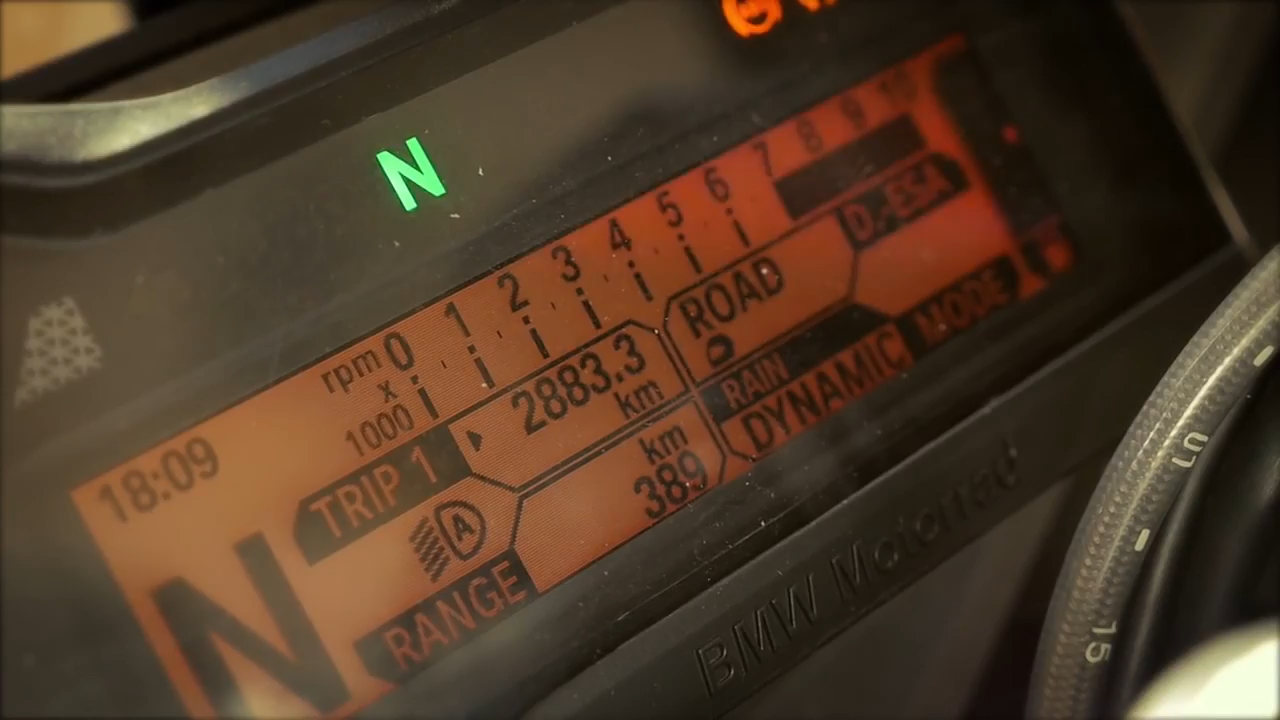 N
rpm 0 1 2 3 4 5 6 7 8 9 10
x
1000
18:09
TRIP 1 2883.3
km
ROAD
D.-ESA
RAIN
DYNAMIC
MODE
A
km
389
RANGE
N
BMW Motorrad
15